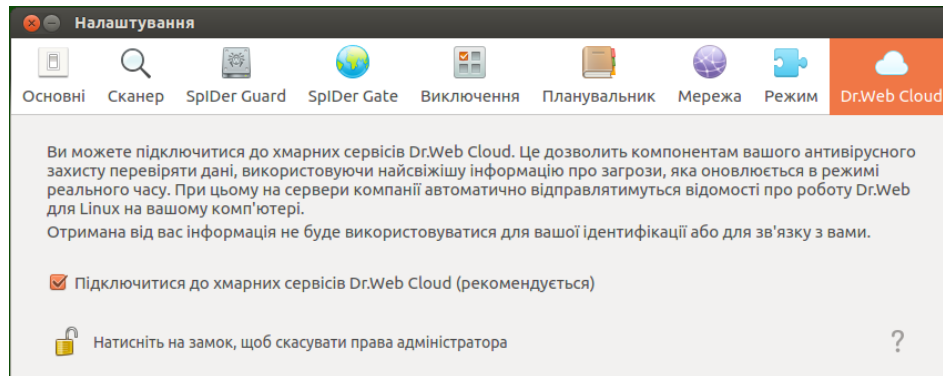 Налаштування
Основні Сканер SpIDer Guard SpIDer Gate Виключення Планувальник Мережа Режим Dr.Web Cloud
Ви можете підключитися до хмарних сервісів Dr.Web Cloud. Це дозволить компонентам вашого антивірусного
захисту перевіряти дані, використовуючи найсвіжішу інформацію про загрози, яка оновлюється в режимі
реального часу. При цьому на сервери компанії автоматично відправлятимуться відомості про роботу Dr.Web
для Linux на вашому комп'ютері.
Отримана від вас інформація не буде використовуватися для вашої ідентифікації або для зв'язку з вами.
Підключитися до хмарних сервісів Dr.Web Cloud (рекомендується)
Натисніть на замок, щоб скасувати права адміністратора ?